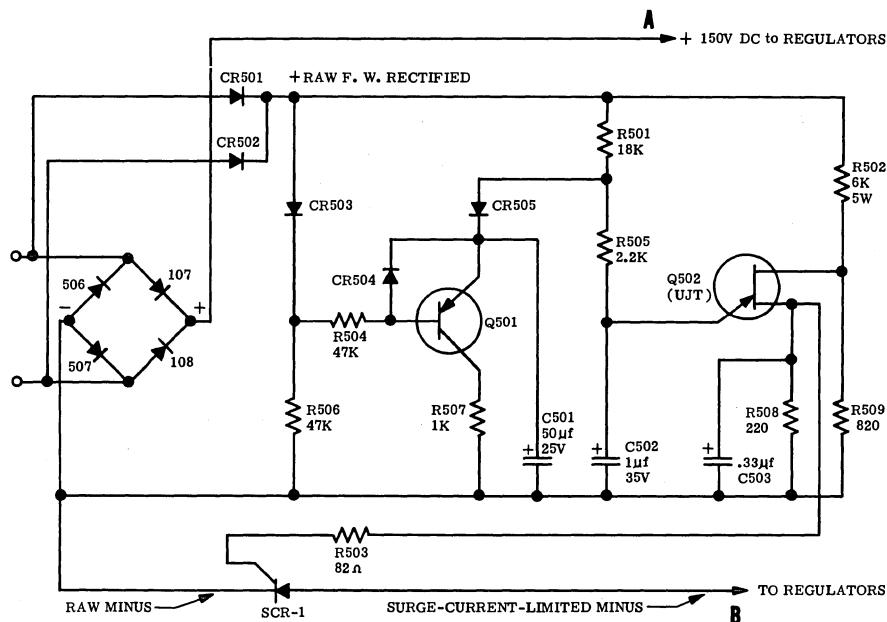 A
+ 150V DC to REGULATORS
CR501
+ RAW F. W. RECTIFIED
CR502
R501
18K
R502
6K
5W
CR503
CR505
R505
2.2K
Q502
(UJT)
506
107
CR504
−
+
Q501
R504
47K
507
108
R506
47K
R507
1K
C501
50μf
25V
+
+
C502
1μf
35V
+
.33μf
C503
R508
220
R509
820
R503
82Ω
RAW MINUS
SCR-1
SURGE-CURRENT-LIMITED MINUS
TO REGULATORS
B